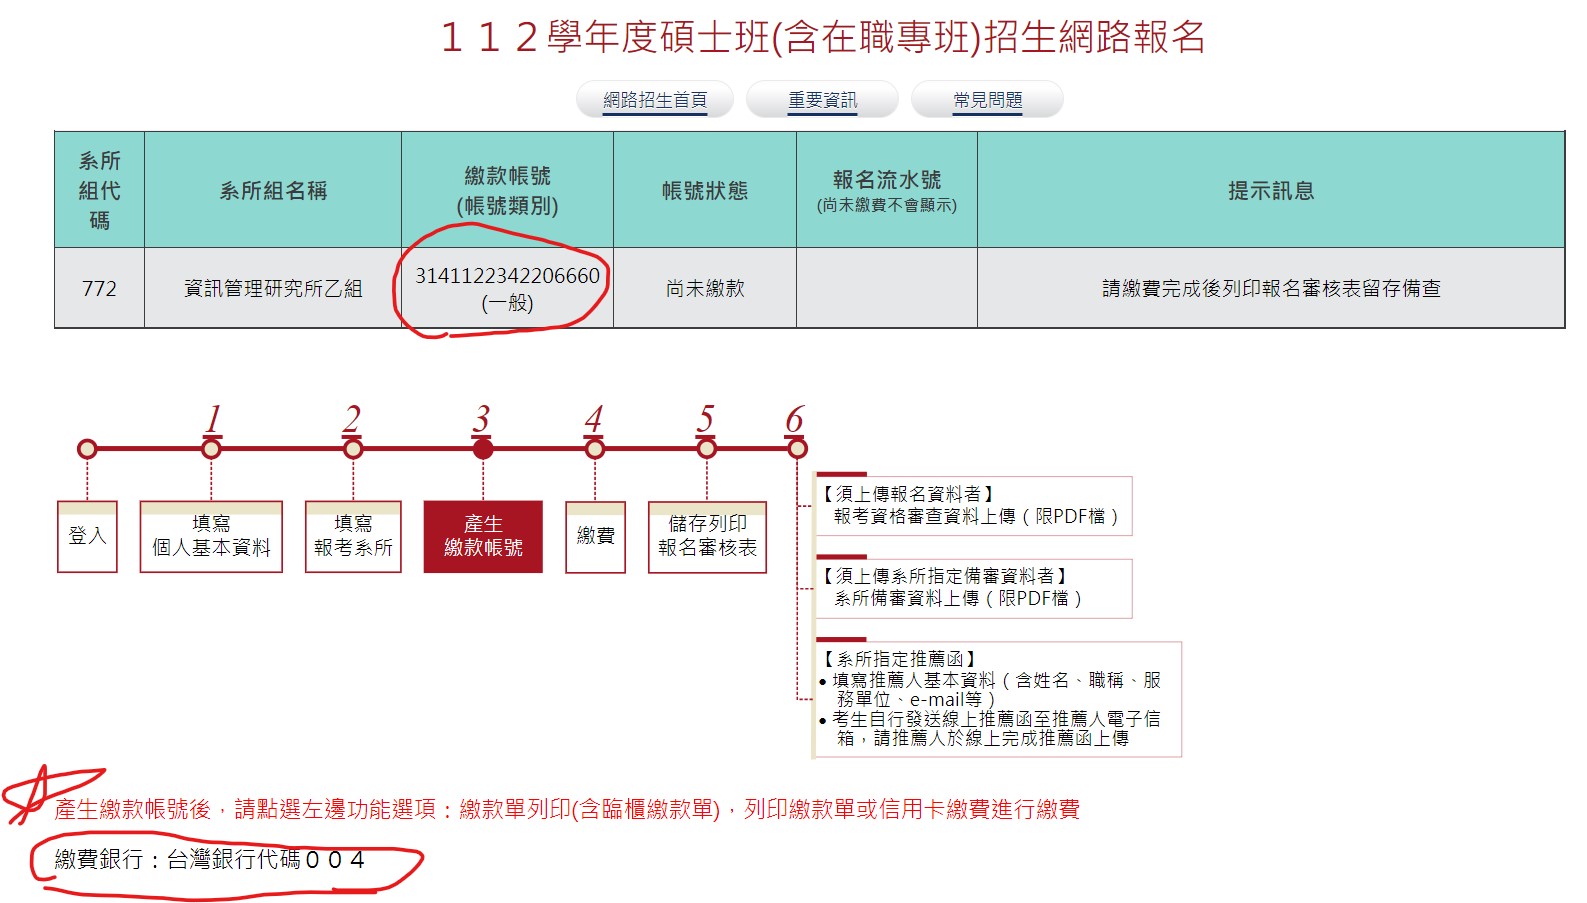 １１２學年度碩士班(含在職專班)招生網路報名
網路招生首頁
重要資訊
常見問題
系所
組代
碼
系所組名稱
繳款帳號
(帳號類別)
帳號狀態
報名流水號
(尚未繳費不會顯示)
提示訊息
772
資訊管理研究所乙組
3141122342206660
(一般)
尚未繳款
請繳費完成後列印報名審核表留存備查
1
2
3
4
5
6
登入
填寫
個人基本資料
填寫
報考系所
產生
繳款帳號
繳費
儲存列印
報名審核表
【須上傳報名資料者】
報考資格審查資料上傳（限PDF檔）
【須上傳系所指定備審資料者】
系所備審資料上傳（限PDF檔）
【系所指定推薦函】
● 填寫推薦人基本資料（含姓名、職稱、服
務單位、e-mail等）
● 考生自行發送線上推薦函至推薦人電子信
箱，請推薦人於線上完成推薦函上傳
產生繳款帳號後，請點選左邊功能選項：繳款單列印(含臨櫃繳款單)，列印繳款單或信用卡繳費進行繳費
繳費銀行：台灣銀行代碼００４